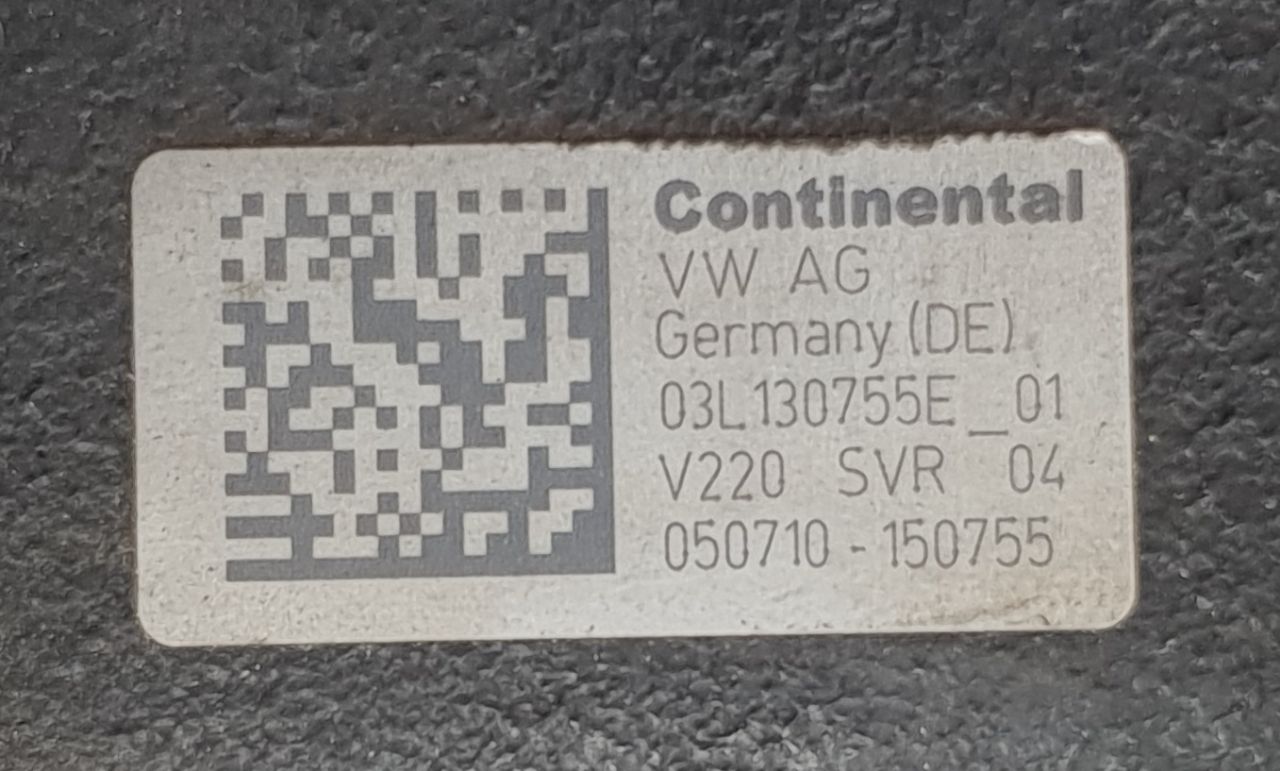 Continental
VW AG
Germany (DE)
03L130755E _01
V220 SVR 04
050710 - 150755